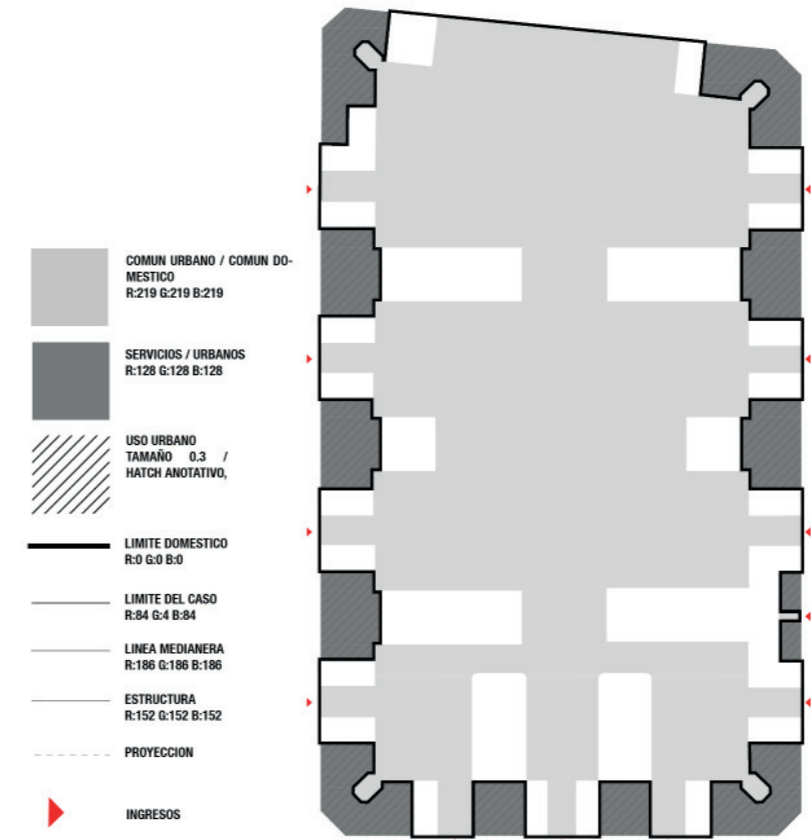 COMUN URBANO / COMUN DO-
MESTICO
R:219 G:219 B:219
SERVICIOS / URBANOS
R:128 G:128 B:128
USO URBANO
TAMAÑO 0.3 /
HATCH ANOTATIVO,
LIMITE DOMESTICO
R:0 G:0 B:0
LIMITE DEL CASO
R:84 G:4 B:84
LINEA MEDIANERA
R:186 G:186 B:186
ESTRUCTURA
R:152 G:152 B:152
PROYECCION
INGRESOS